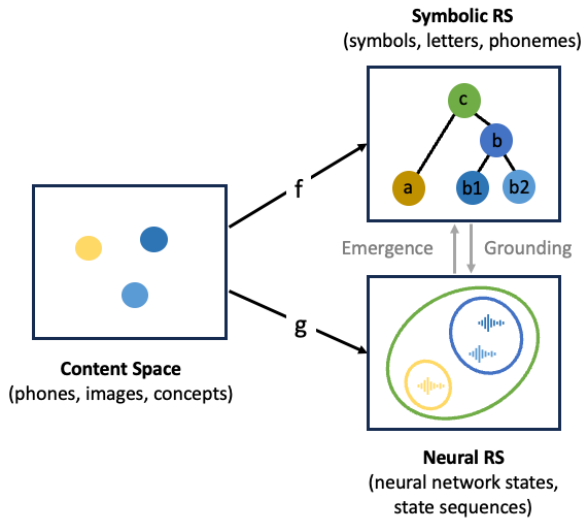 Symbolic RS
(symbols, letters, phonemes)
c
b
a
b1
b2
f
Emergence
Grounding
g
Content Space
(phones, images, concepts)
Neural RS
(neural network states,
state sequences)